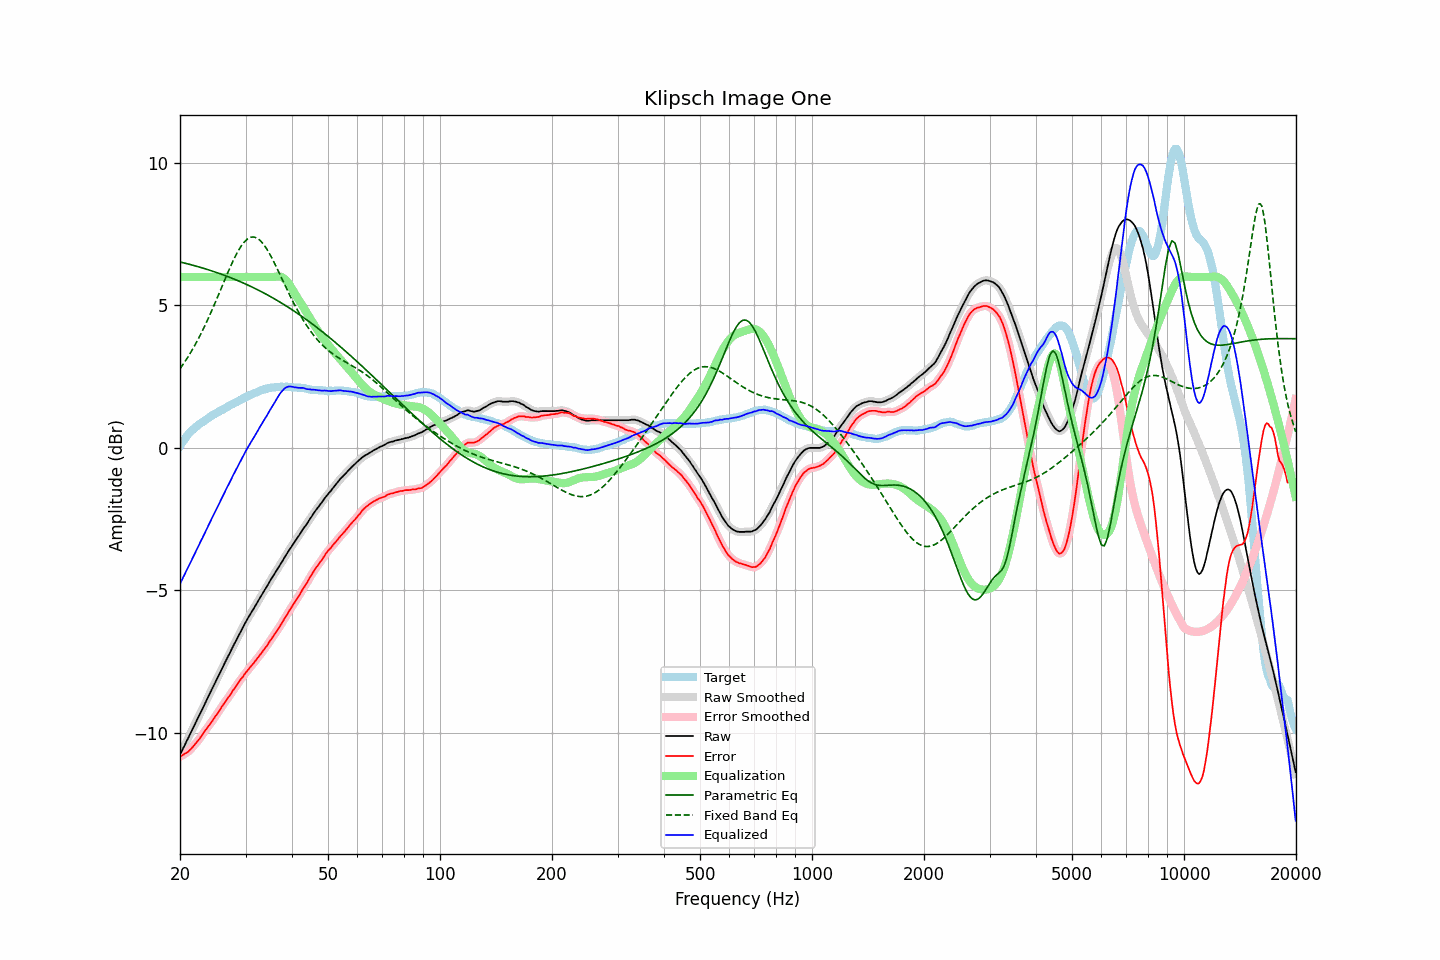 Klipsch Image One
Amplitude (dBr)
10
5
0
−5
−10
Target
Raw Smoothed
Error Smoothed
Raw
Error
Equalization
Parametric Eq
Fixed Band Eq
Equalized
20 50 100 200 500 1000 2000 5000 10000 20000
Frequency (Hz)